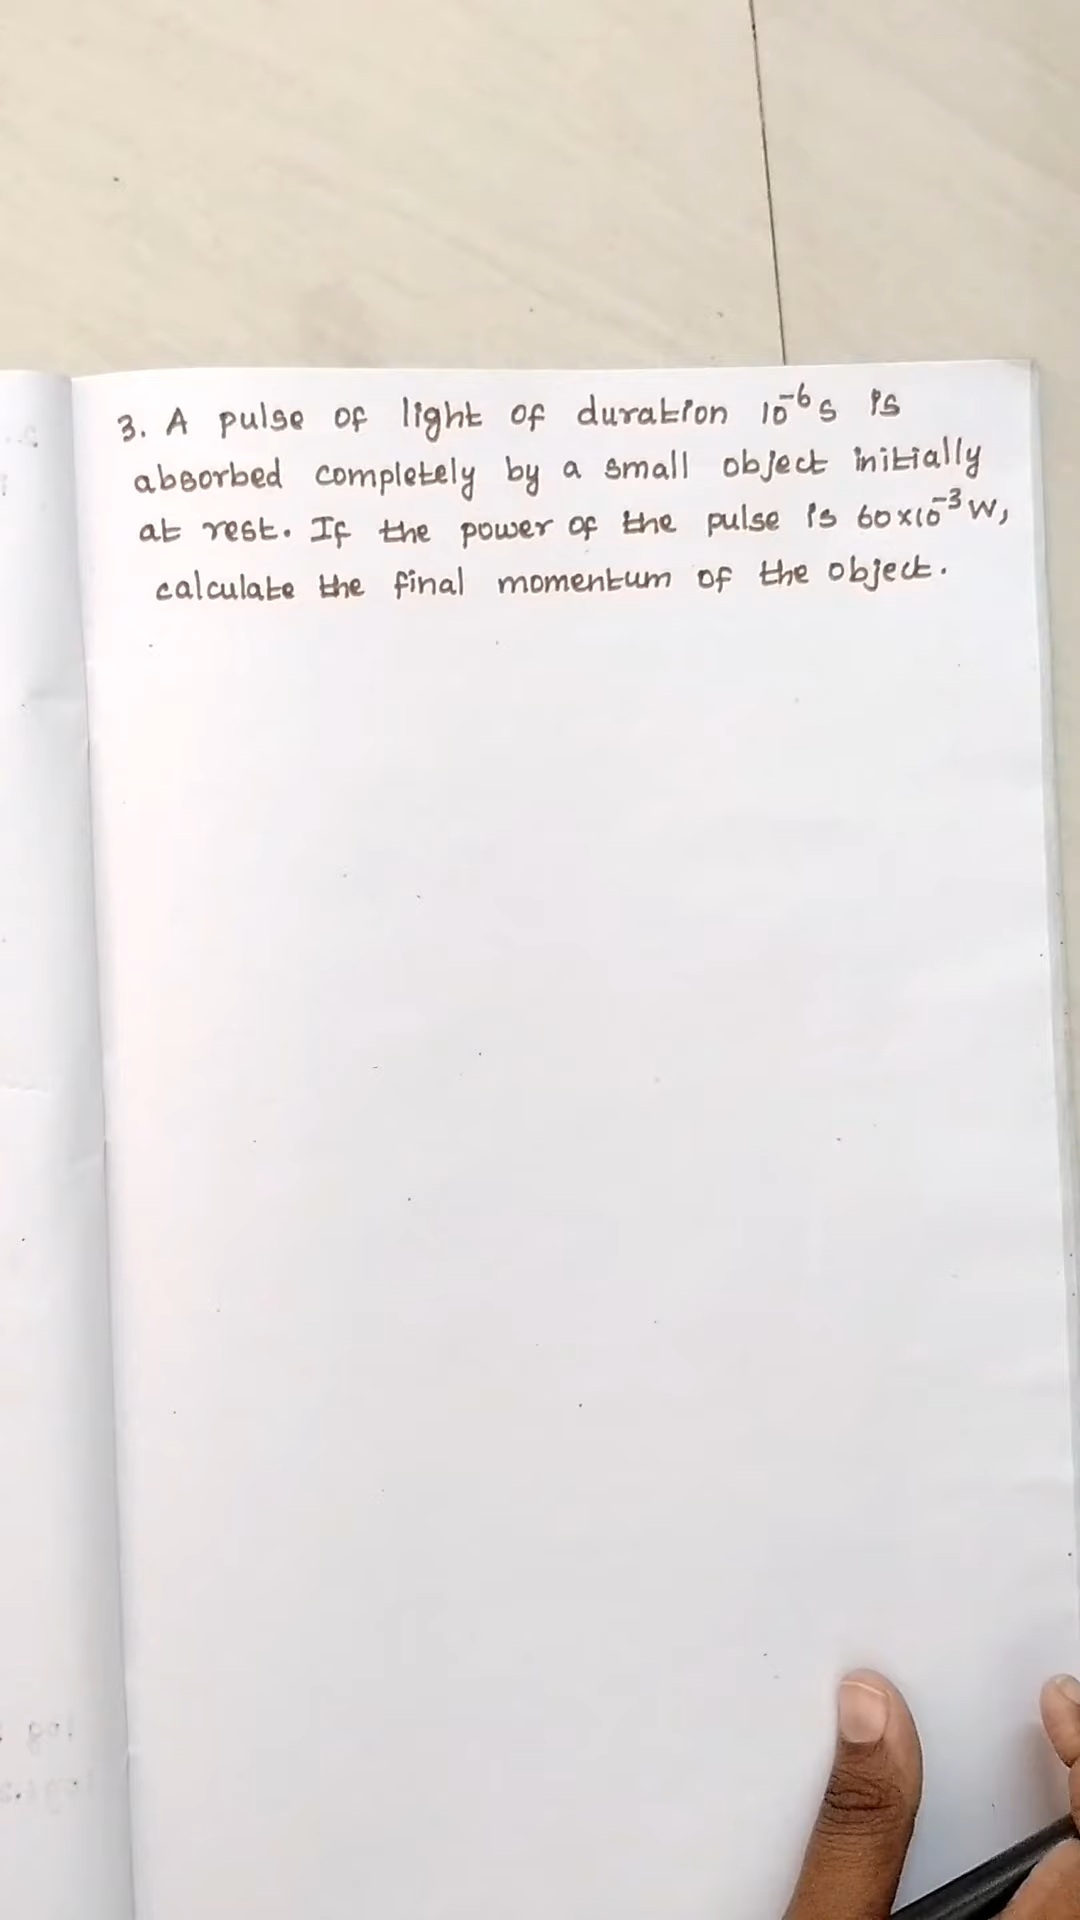 3. A pulse of light of duration 10⁻⁶s is
absorbed completely by a small object initially
at rest. If the power of the pulse is 60×10⁻³W,
calculate the final momentum of the object.